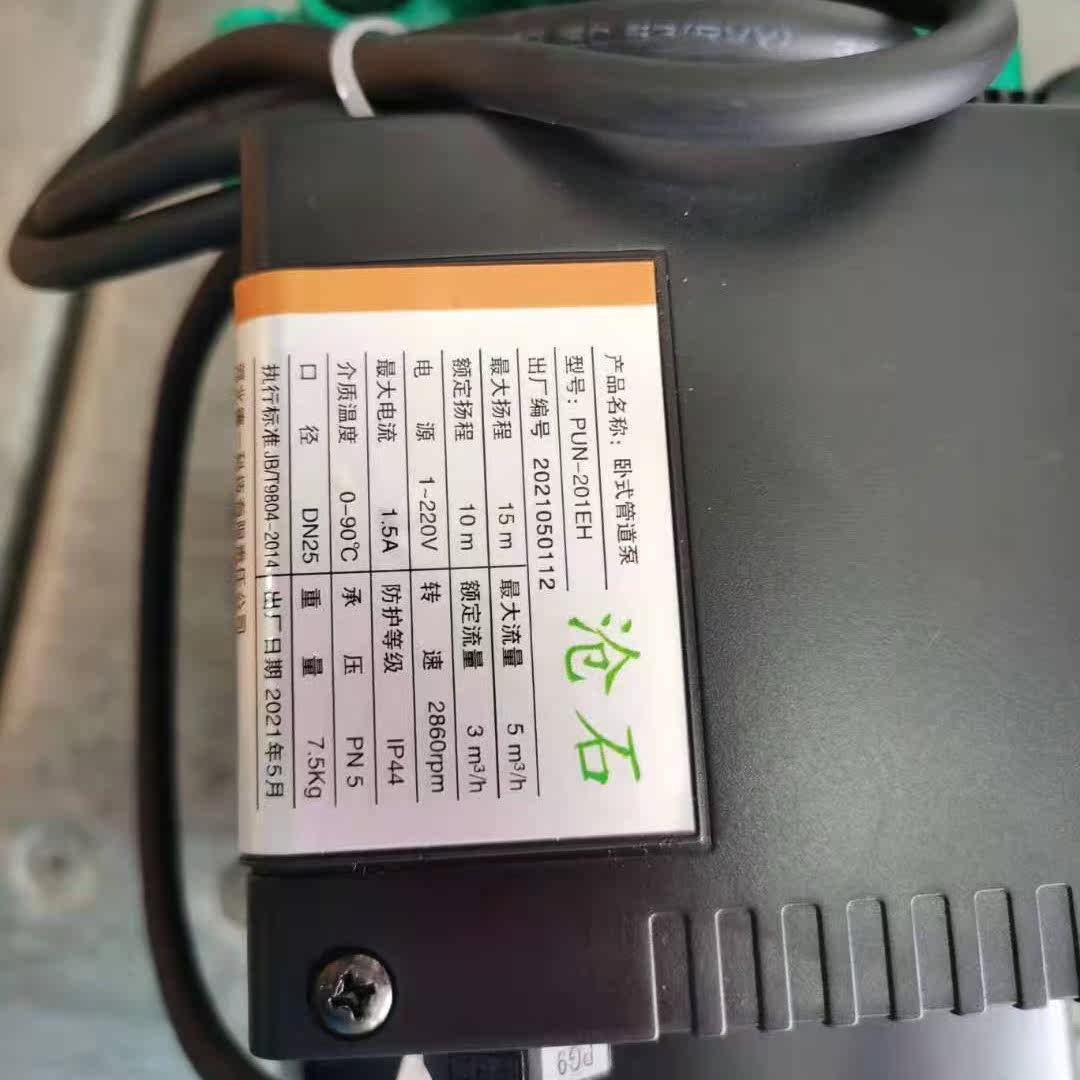 产品名称：卧式管道泵
型号：PUN-201EH
沧石
出厂编号 2021050112
最大扬程 15 m 最大流量 5 m³/h
额定扬程 10 m 额定流量 3 m³/h
电 源 1~220V 转 速 2860rpm
最大电流 1.5A 防护等级 IP44
介质温度 0-90℃ 承 压 PN 5
口 径 DN25 重 量 7.5Kg
执行标准 JB/T9804-2014 出厂日期 2021年5月
PG9